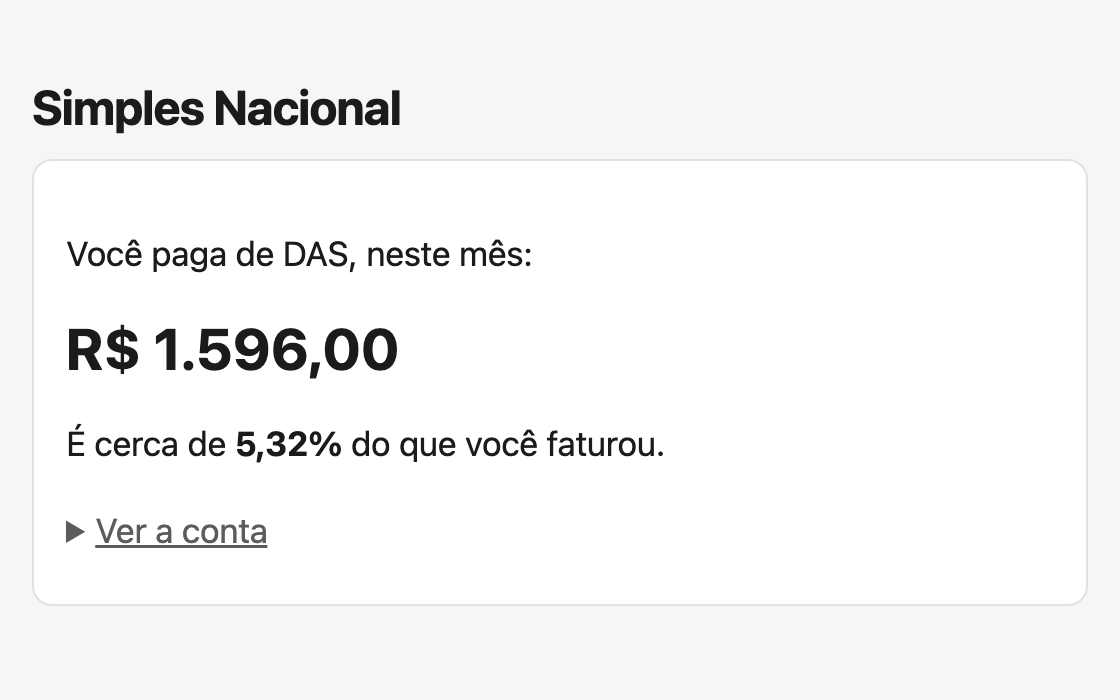 Simples Nacional
Você paga de DAS, neste mês:
R$ 1.596,00
É cerca de 5,32% do que você faturou.
▶ Ver a conta